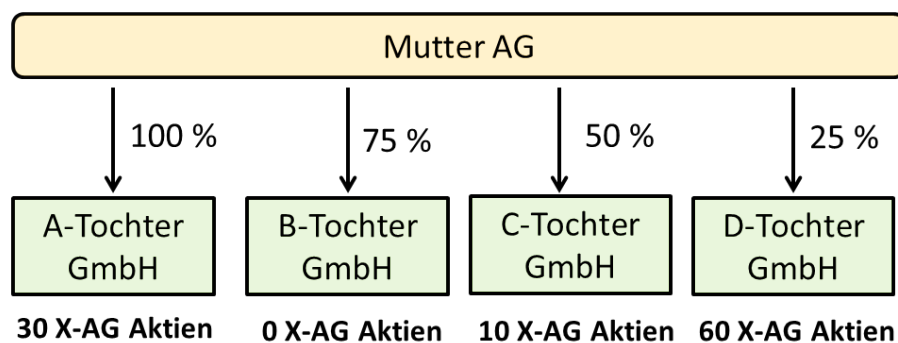 Mutter AG
100 %
75 %
50 %
25 %
A-Tochter
GmbH
B-Tochter
GmbH
C-Tochter
GmbH
D-Tochter
GmbH
30 X-AG Aktien
0 X-AG Aktien
10 X-AG Aktien
60 X-AG Aktien